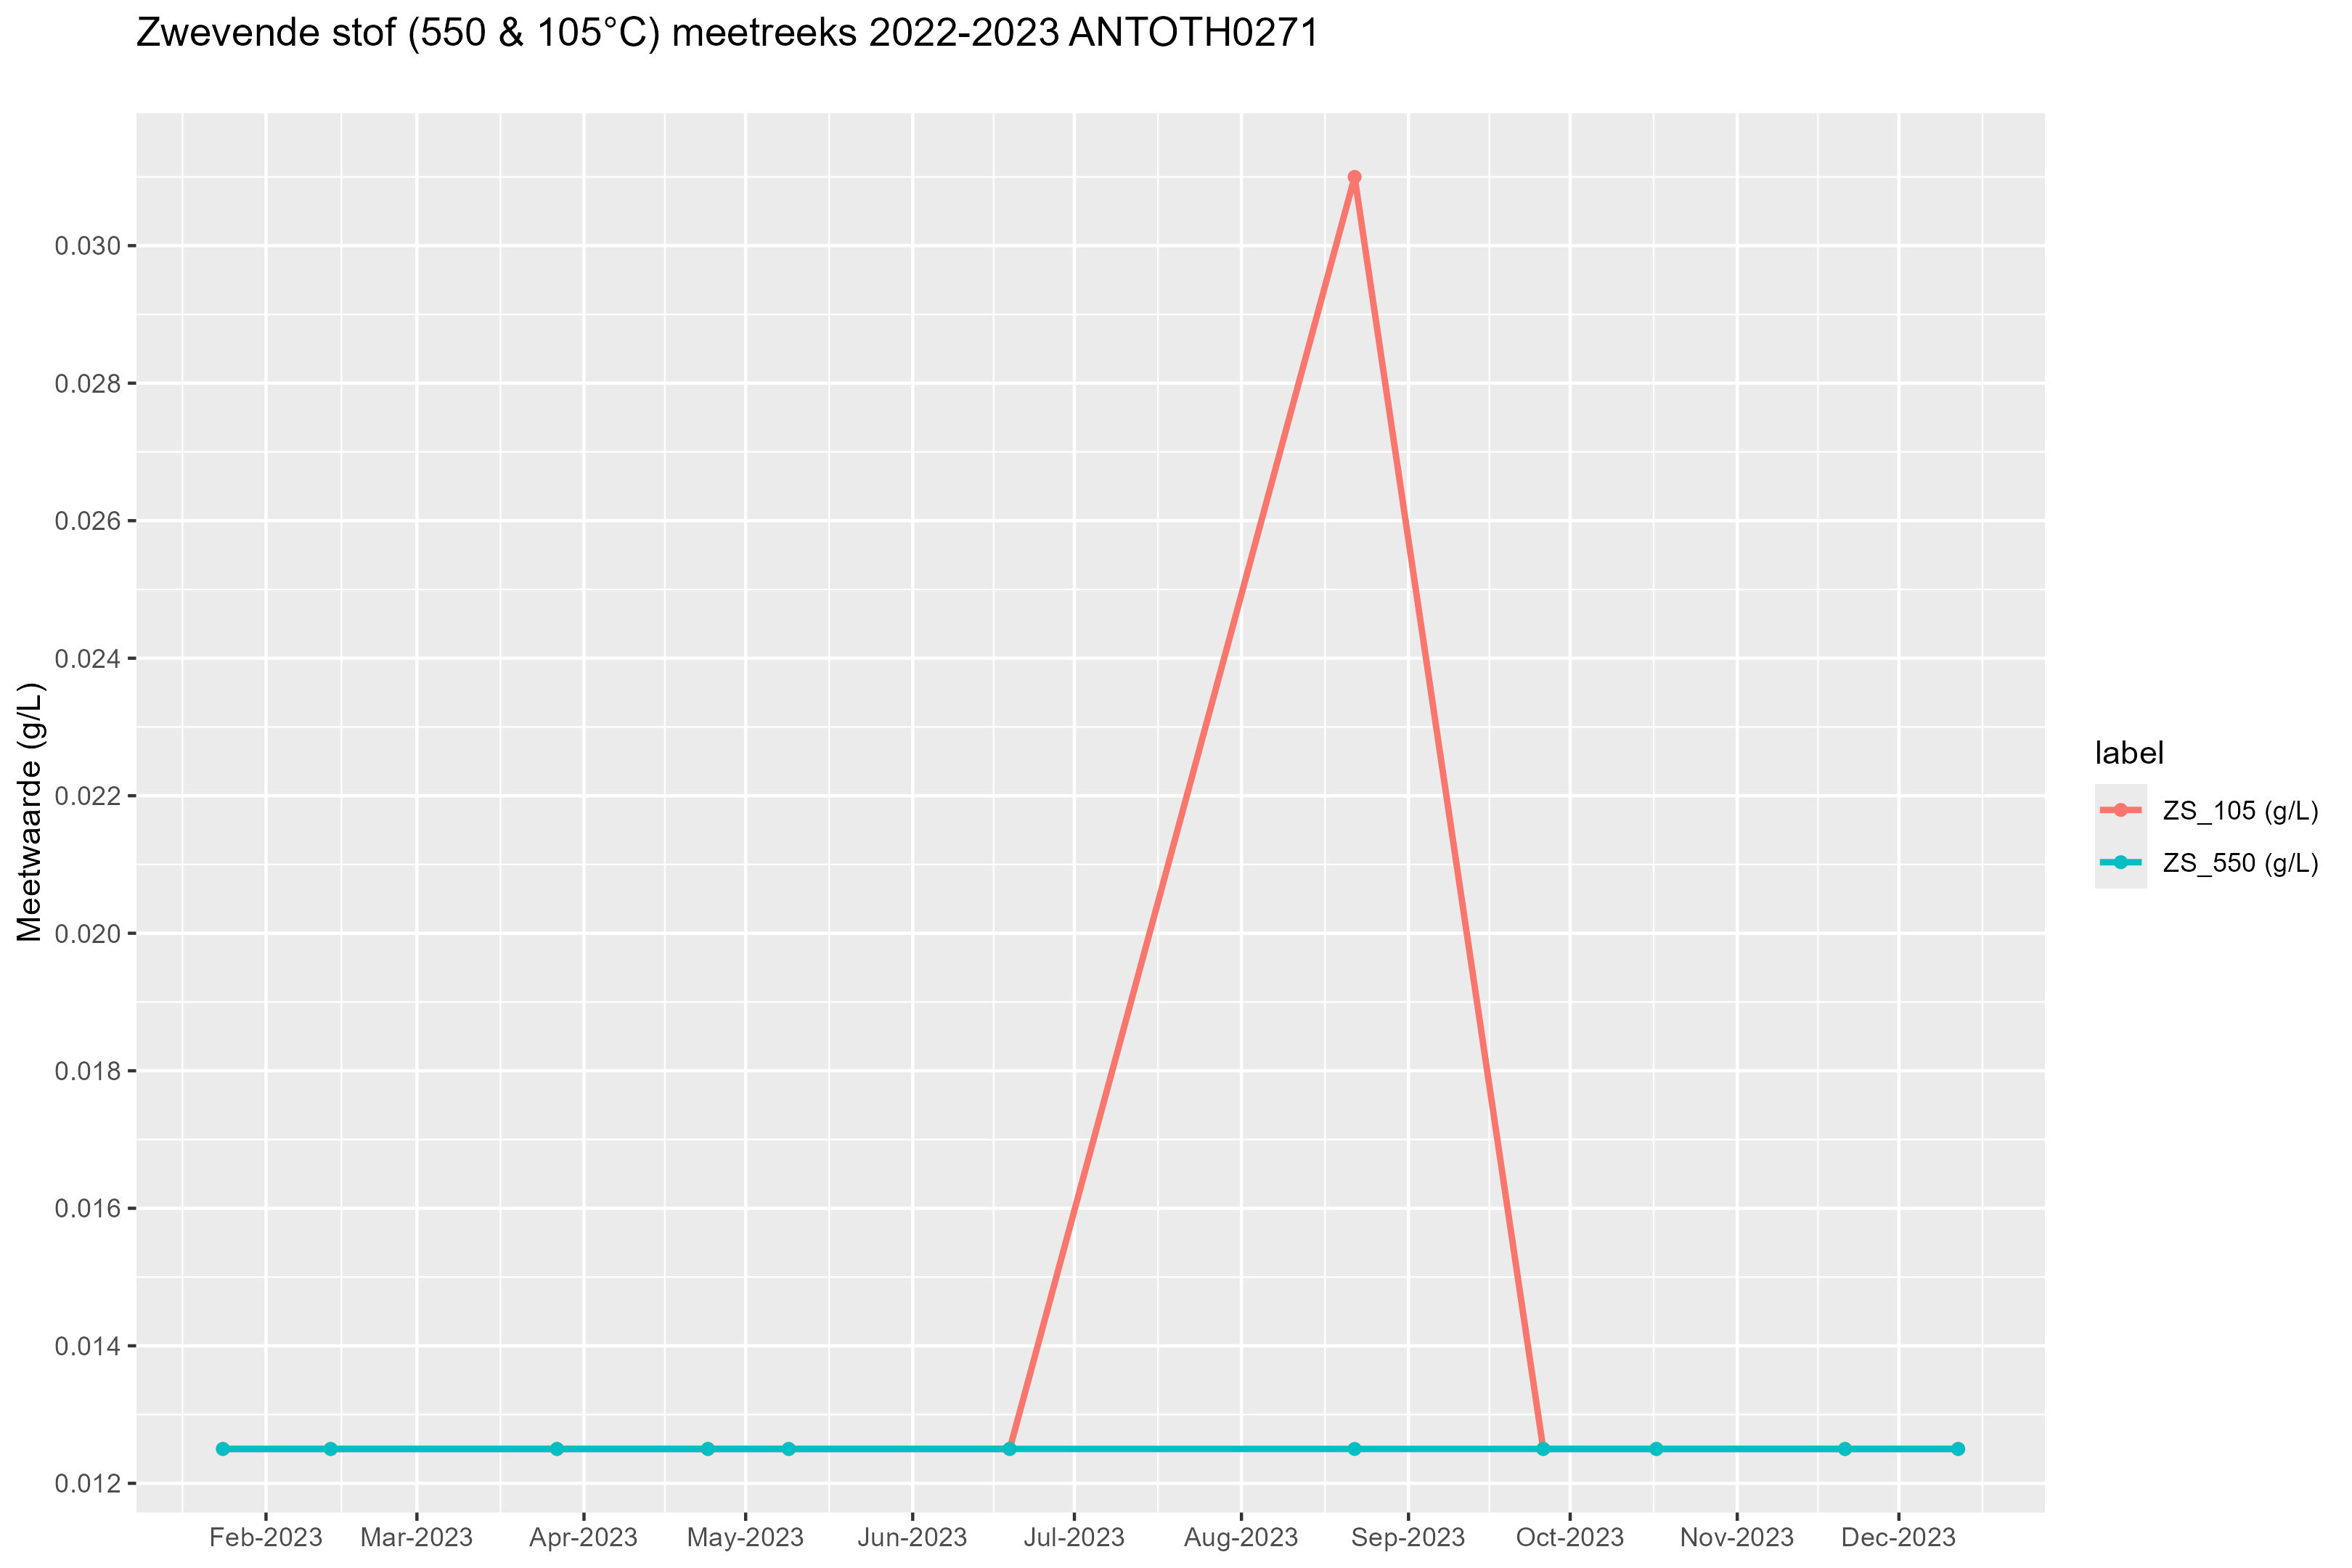 Zwevende stof (550 & 105°C) meetreeks 2022-2023 ANTOTH0271
Meetwaarde (g/L)
0.030
0.028
0.026
0.024
0.022
0.020
0.018
0.016
0.014
0.012
Feb-2023 Mar-2023 Apr-2023 May-2023 Jun-2023 Jul-2023 Aug-2023 Sep-2023 Oct-2023 Nov-2023 Dec-2023
label
ZS_105 (g/L)
ZS_550 (g/L)